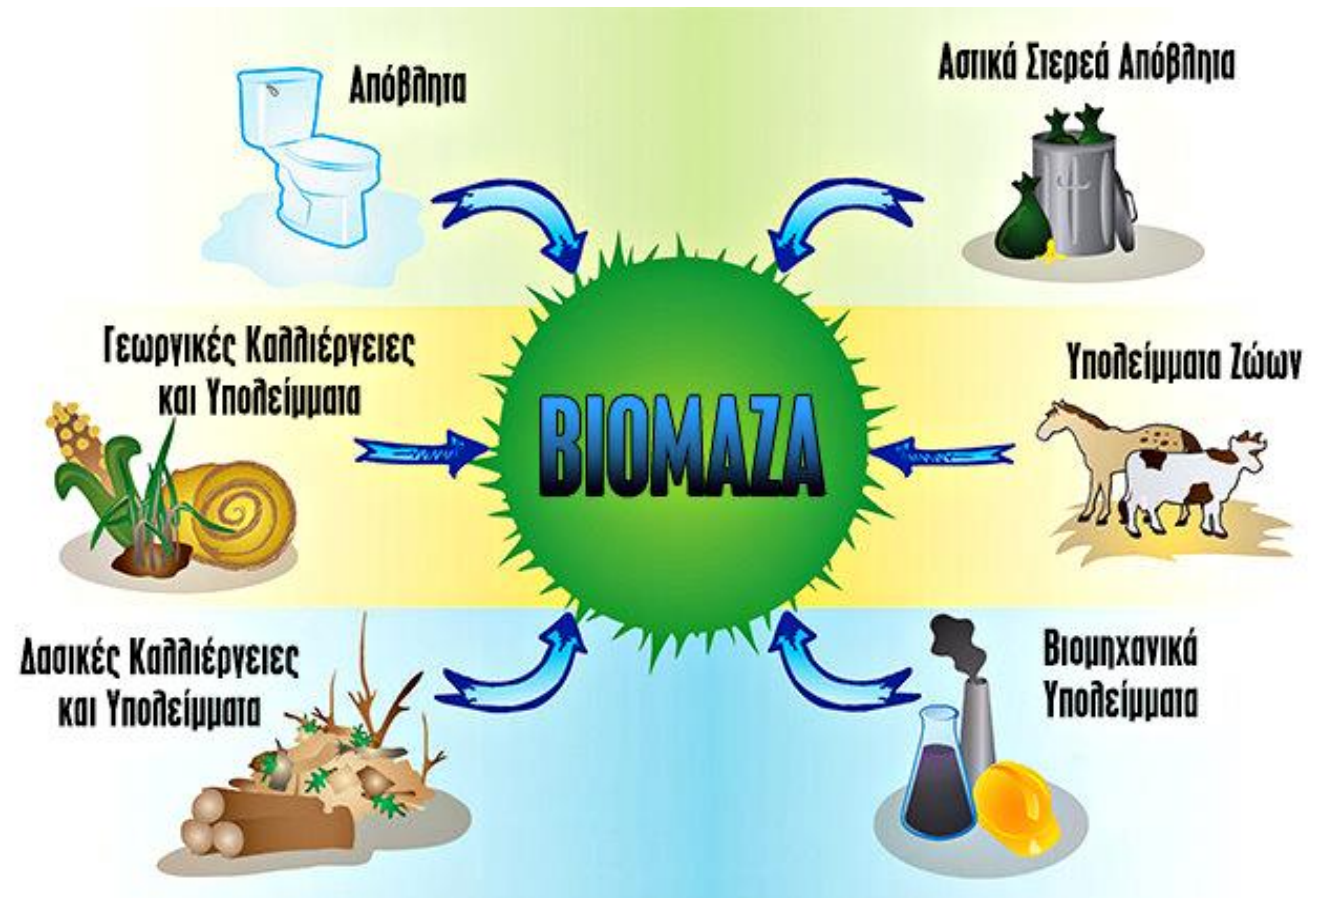 Απόβλητα
Αστικά Στερεά Απόβλητα
Γεωργικές Καλλιέργειες
και Υπολείμματα
ΒΙΟΜΑΖΑ
Υπολείμματα Ζώων
Δασικές Καλλιέργειες
και Υπολείμματα
Βιομηχανικά
Υπολείμματα